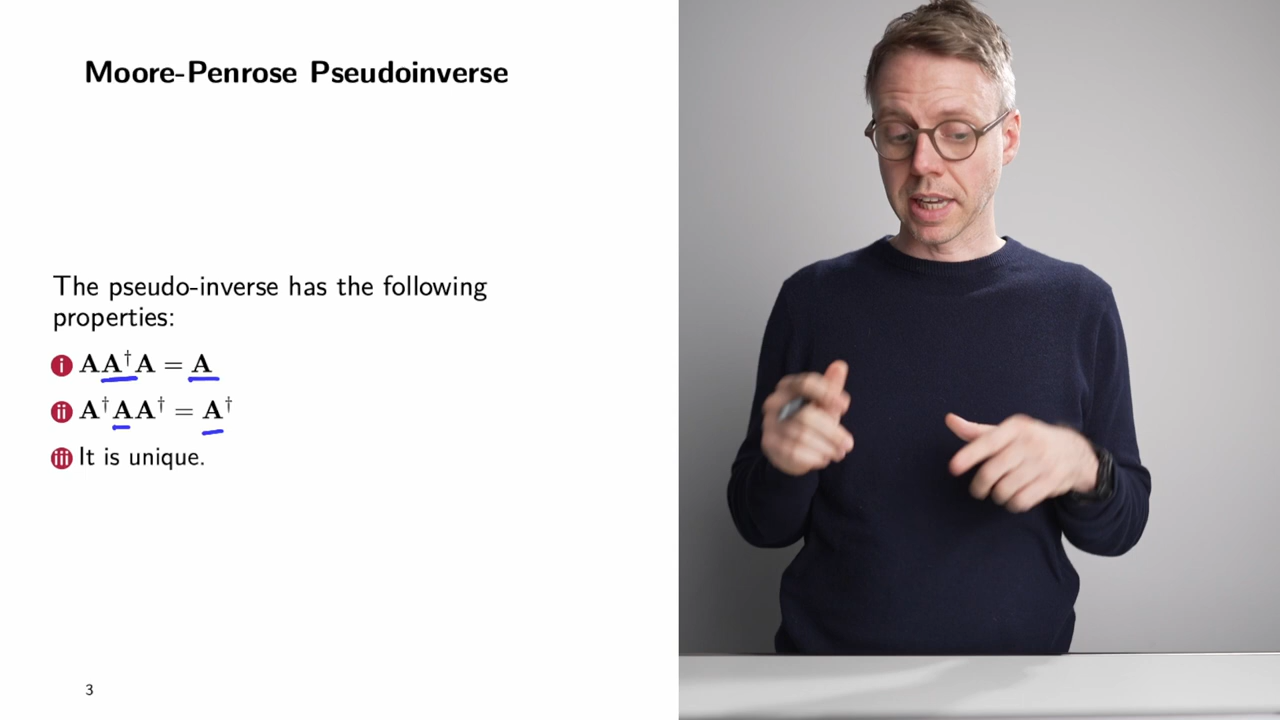 Moore-Penrose Pseudoinverse
The pseudo-inverse has the following
properties:
i AA†A = A
ii A†AA† = A†
iii It is unique.
3